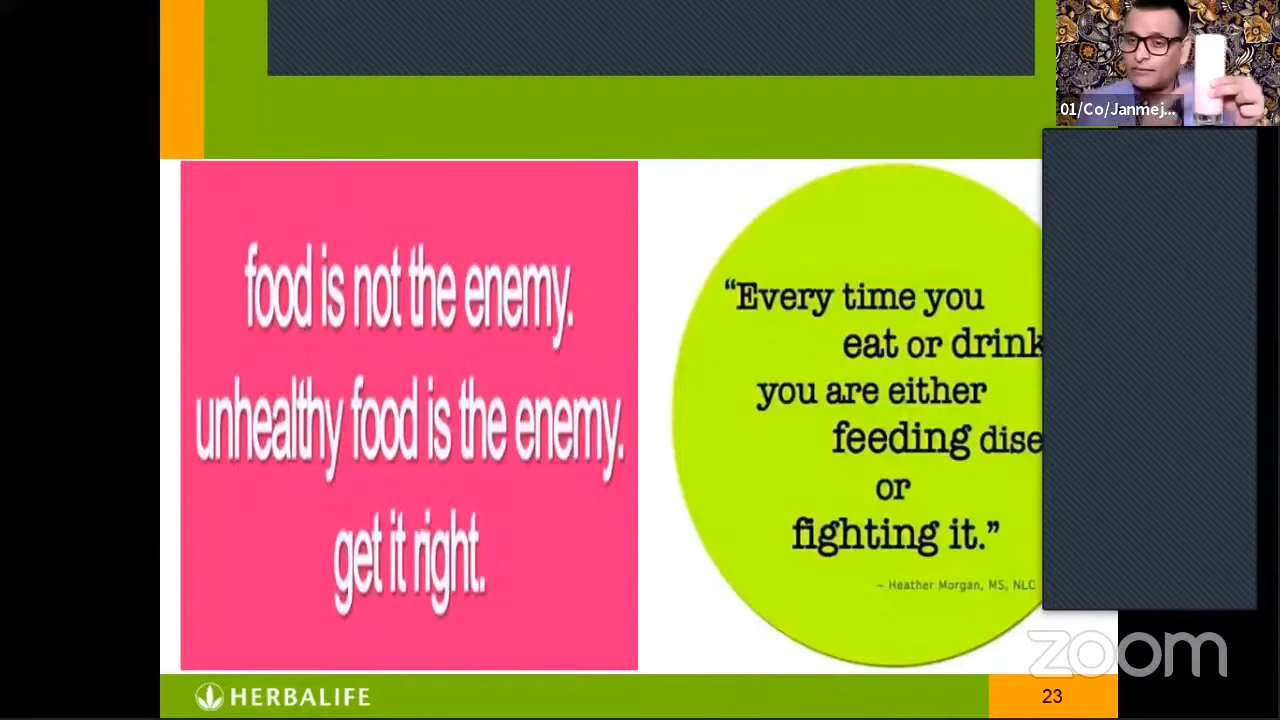 01/Co/Janmej...
food is not the enemy.
unhealthy food is the enemy.
get it right.
“Every time you
eat or drink
you are either
feeding dise
or
fighting it.”
~ Heather Morgan, MS, NLC
zoom
HERBALIFE
23